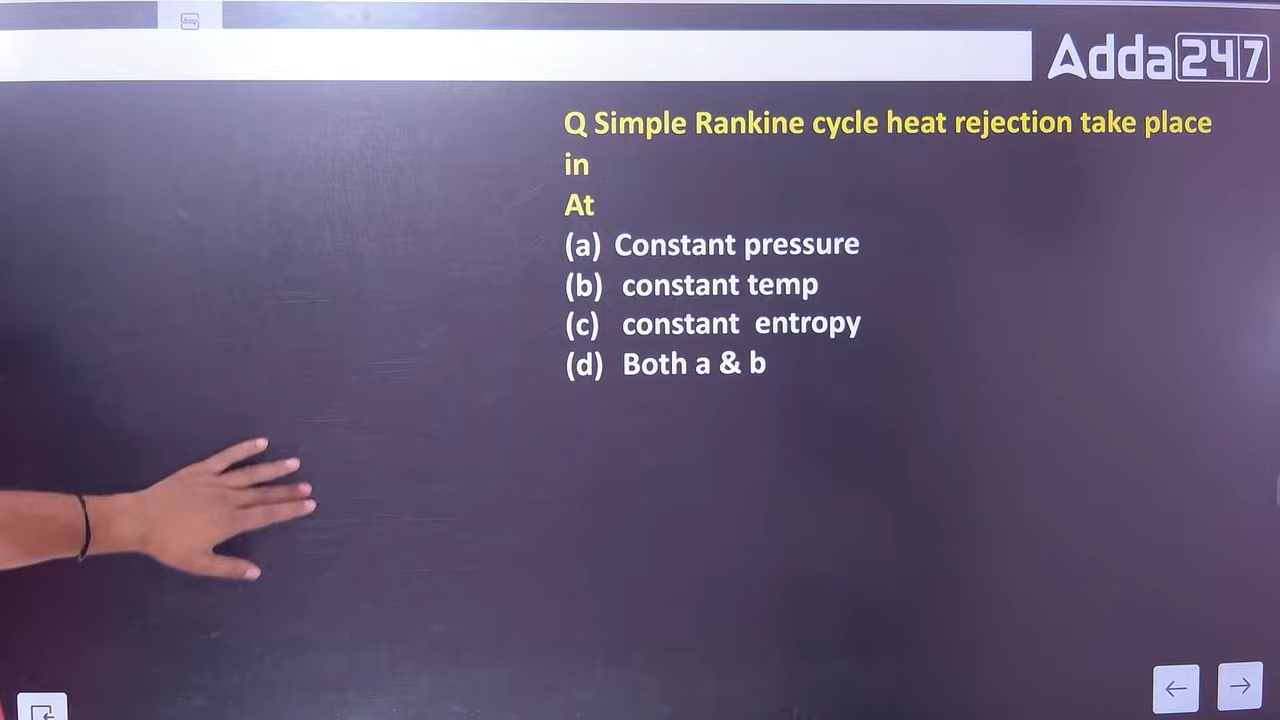 Adda247
Q Simple Rankine cycle heat rejection take place
in
At
(a) Constant pressure
(b) constant temp
(c) constant entropy
(d) Both a & b